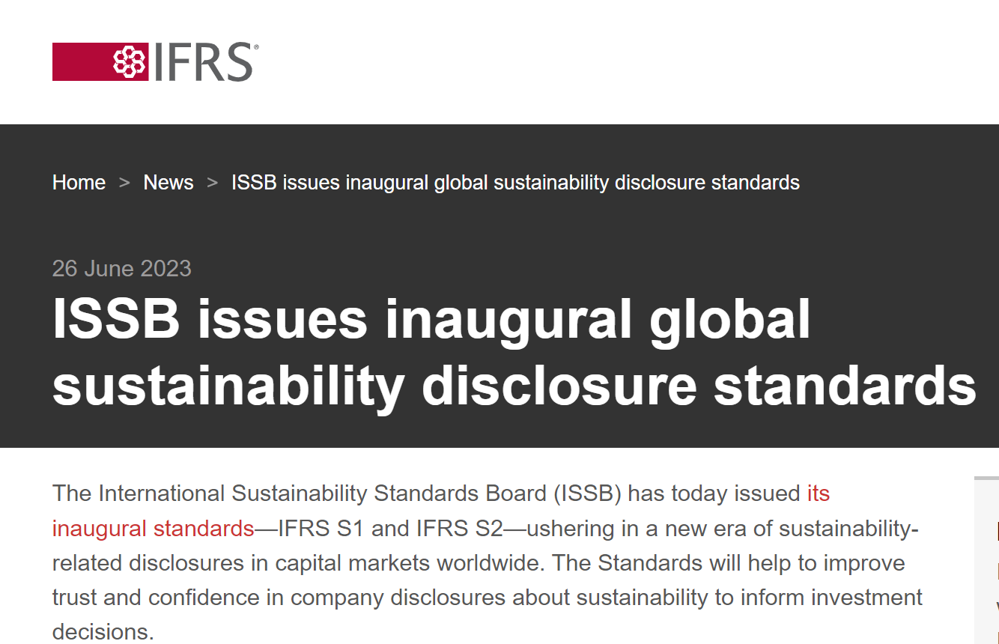 IFRS®
Home > News > ISSB issues inaugural global sustainability disclosure standards
26 June 2023
ISSB issues inaugural global
sustainability disclosure standards
The International Sustainability Standards Board (ISSB) has today issued its
inaugural standards—IFRS S1 and IFRS S2—ushering in a new era of sustainability-
related disclosures in capital markets worldwide. The Standards will help to improve
trust and confidence in company disclosures about sustainability to inform investment
decisions.